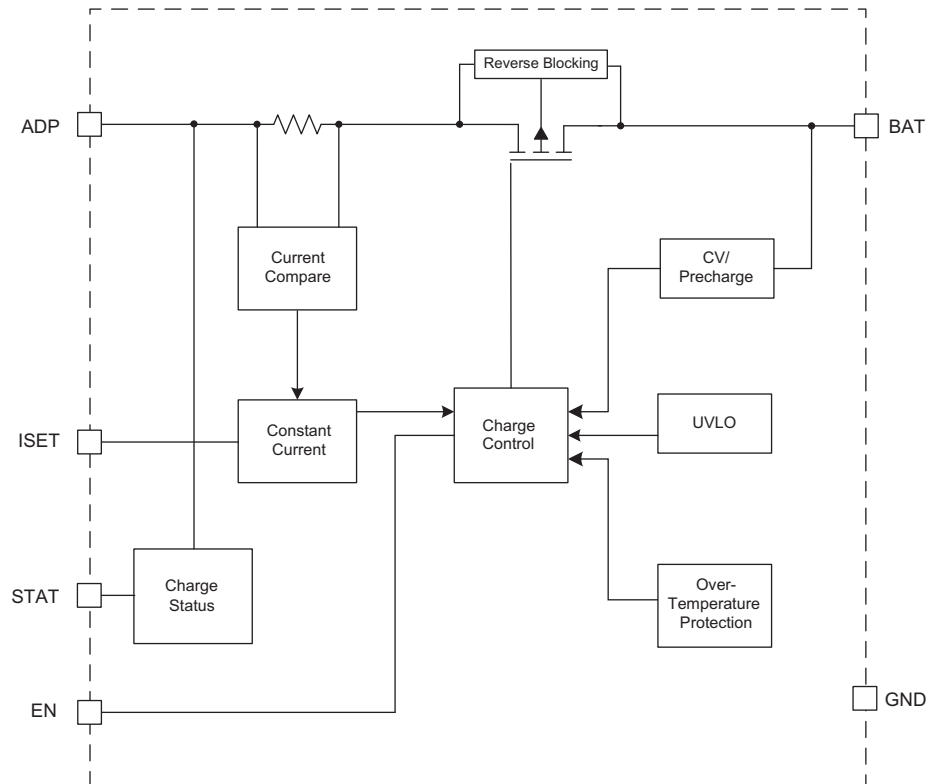 Reverse Blocking
ADP
BAT
Current
Compare
CV/
Precharge
ISET
Constant
Current
Charge
Control
UVLO
STAT
Charge
Status
Over-
Temperature
Protection
EN
GND